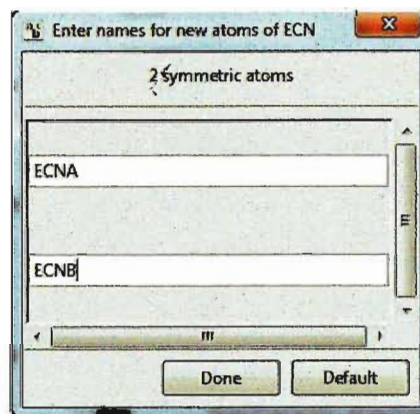 Enter names for new atoms of ECN
2 symmetric atoms
ECNA
ECNB
Done
Default